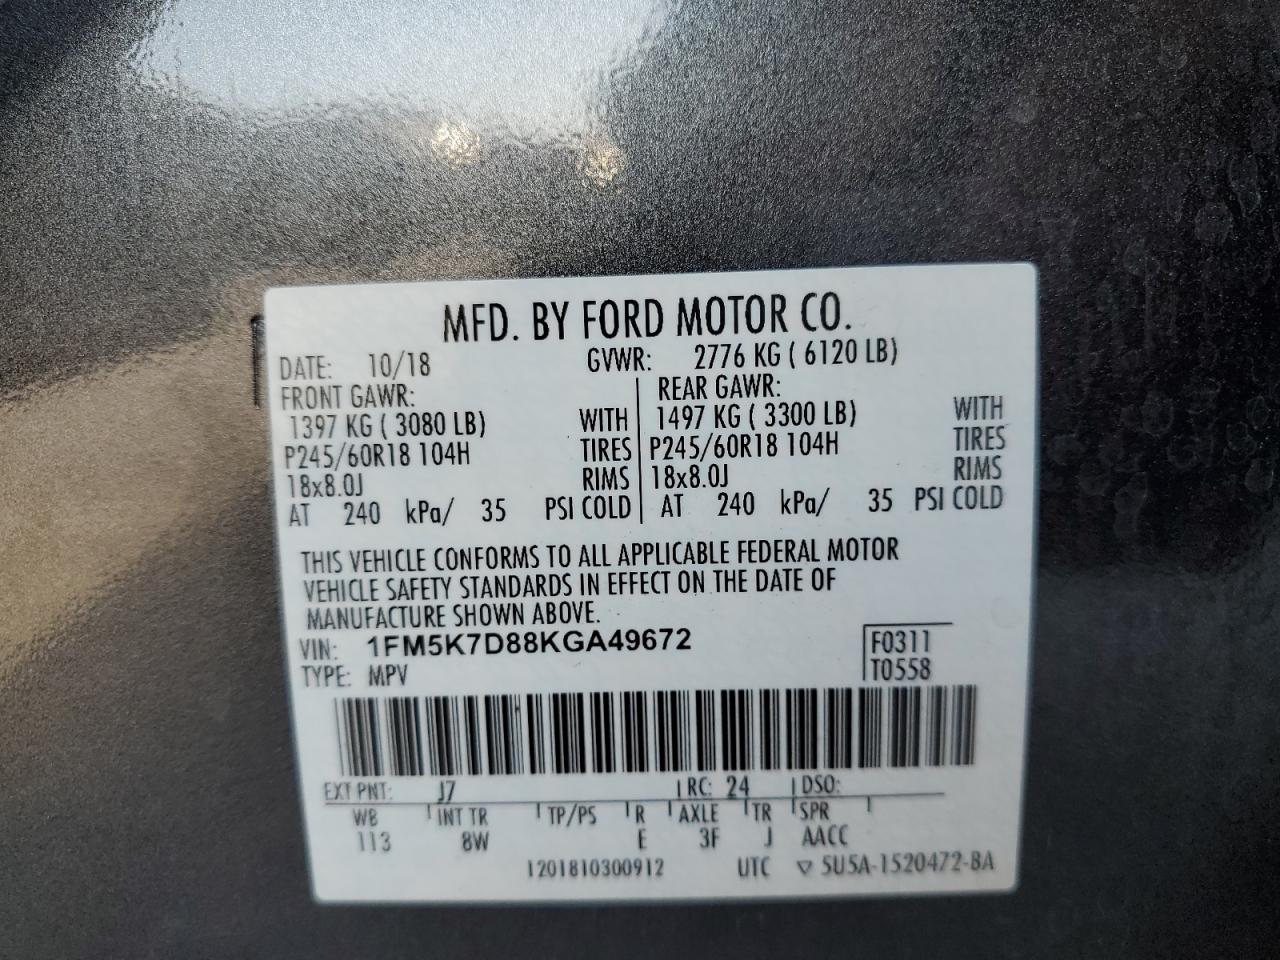 MFD. BY FORD MOTOR CO.
DATE: 10/18 GVWR: 2776 KG ( 6120 LB)
FRONT GAWR: REAR GAWR:
1397 KG ( 3080 LB) WITH 1497 KG ( 3300 LB) WITH
P245/60R18 104H TIRES P245/60R18 104H TIRES
18x8.0J RIMS 18x8.0J RIMS
AT 240 kPa/ 35 PSI COLD AT 240 kPa/ 35 PSI COLD
THIS VEHICLE CONFORMS TO ALL APPLICABLE FEDERAL MOTOR
VEHICLE SAFETY STANDARDS IN EFFECT ON THE DATE OF
MANUFACTURE SHOWN ABOVE.
VIN: 1FM5K7D88KGA49672 F0311
TYPE: MPV T0558
EXT PNT: J7 RC: 24 DSO:
WB INT TR TP/PS R AXLE TR SPR
113 8W E 3F J AACC
1201810300912 UTC ▽ 5U5A-1520472-BA